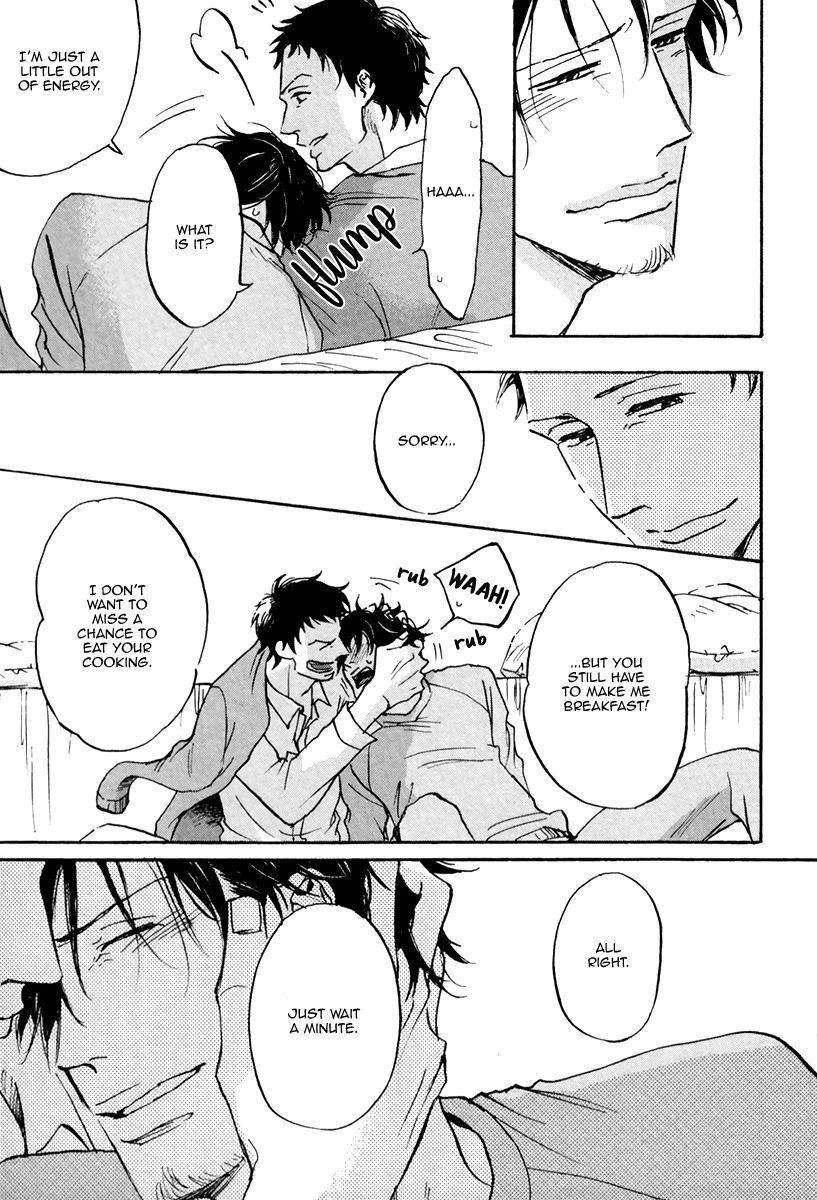 HAAA...
flump
WHAT
IS IT?
I'M JUST A
LITTLE OUT
OF ENERGY.
SORRY...
...BUT YOU
STILL HAVE
TO MAKE ME
BREAKFAST!
WAAH!
rub
rub
I DON'T
WANT TO
MISS A
CHANCE TO
EAT YOUR
COOKING.
ALL
RIGHT.
JUST WAIT
A MINUTE.